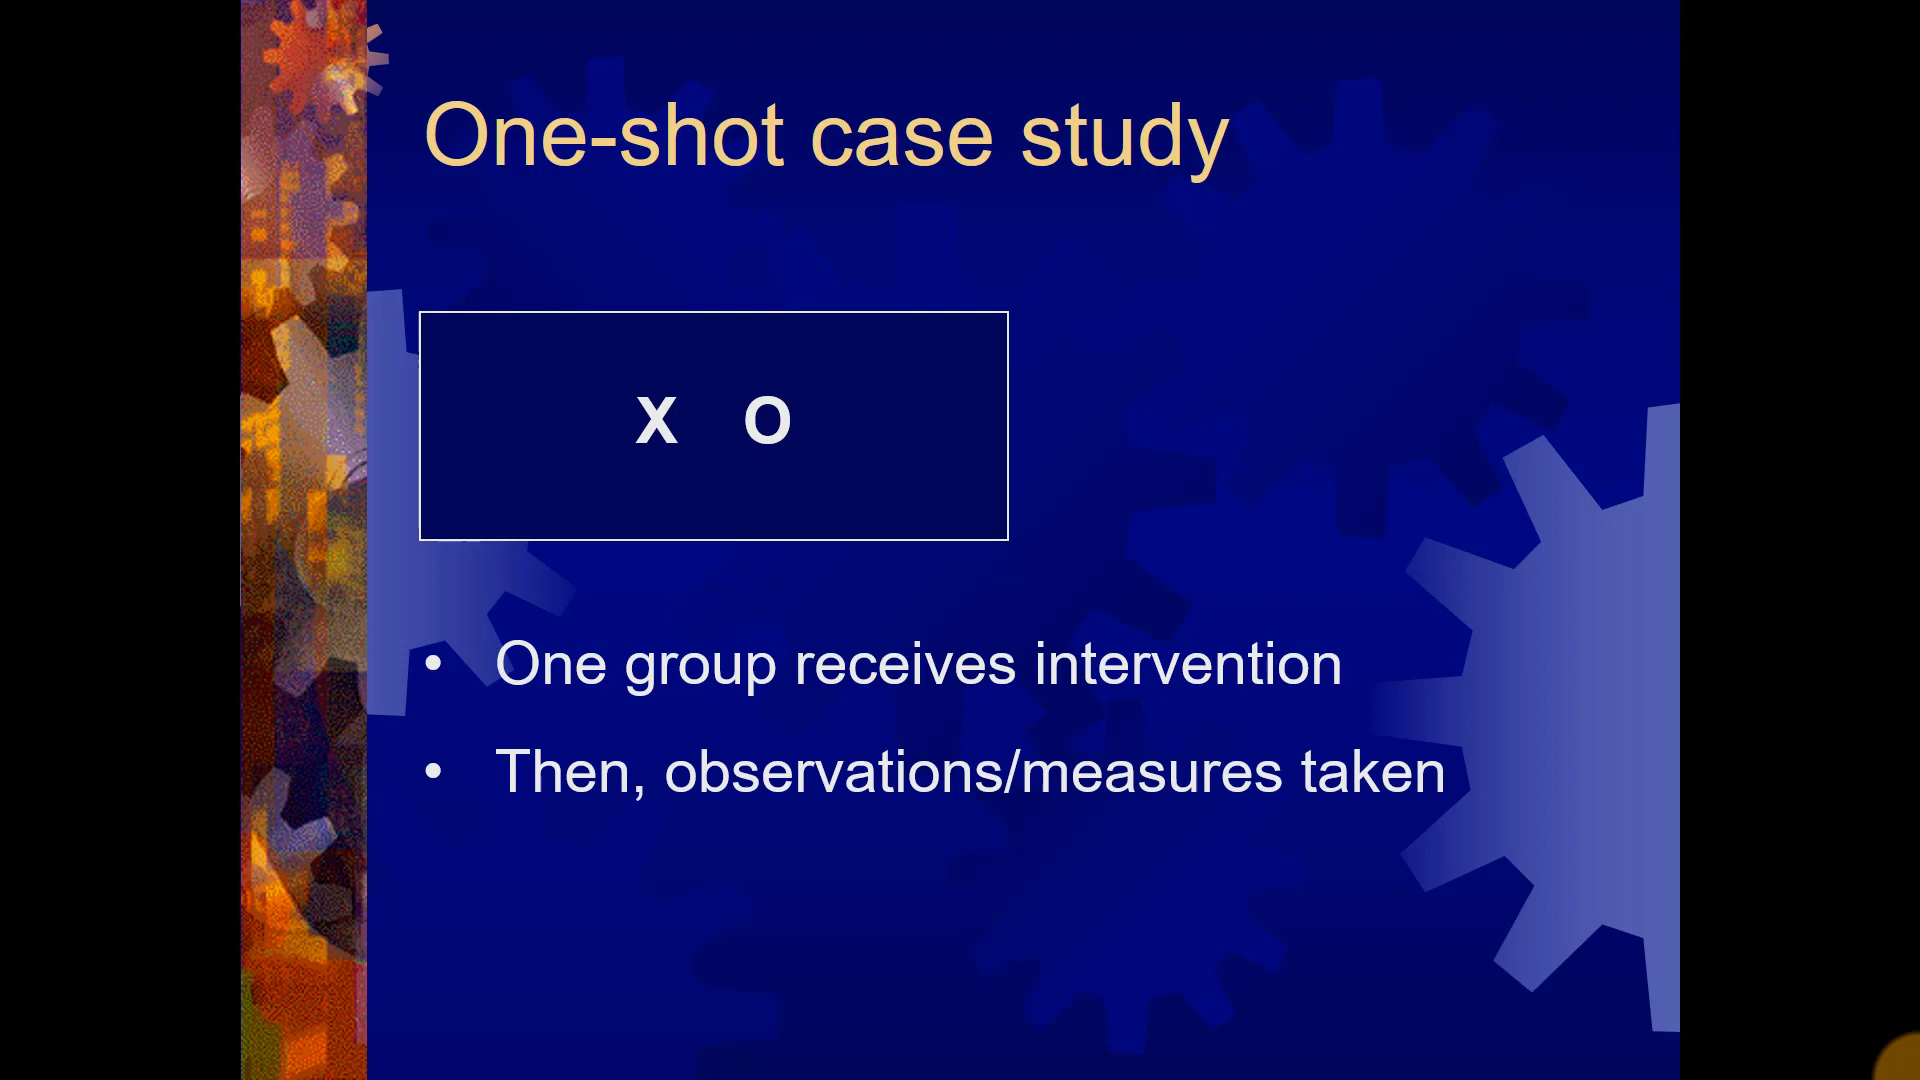 One-shot case study
X O
• One group receives intervention
• Then, observations/measures taken